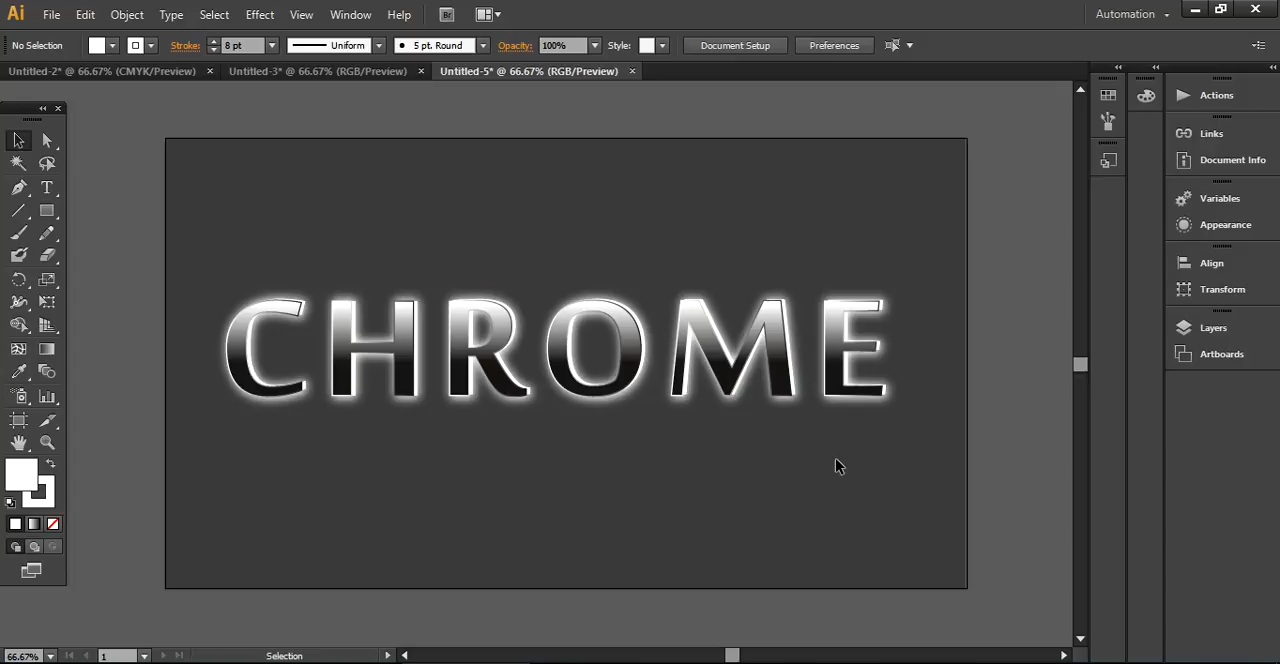 Ai File Edit Object Type Select Effect View Window Help Br Automation
No Selection Stroke: 8 pt Uniform 5 pt. Round Opacity: 100% Style: Document Setup Preferences
Untitled-2* @ 66.67% (CMYK/Preview) × Untitled-3* @ 66.67% (RGB/Preview) × Untitled-5* @ 66.67% (RGB/Preview) ×
Actions
Links
Document Info
Variables
Appearance
Align
Transform
Layers
Artboards
T
CHROME
66.67% 1 Selection